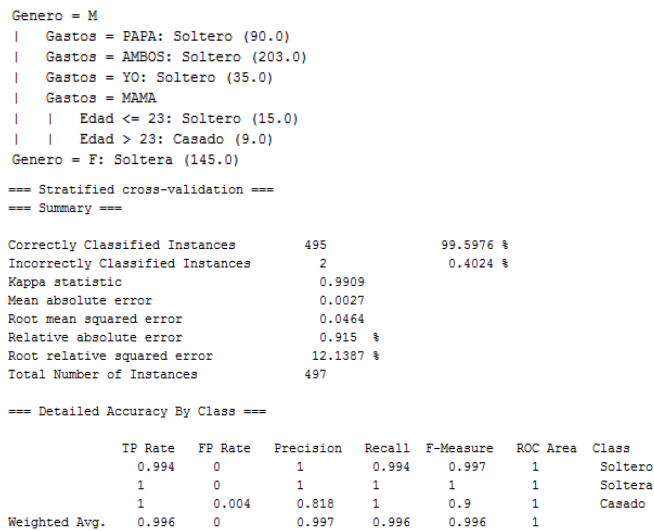 Genero = M
|   Gastos = PAPA: Soltero (90.0)
|   Gastos = AMBOS: Soltero (203.0)
|   Gastos = YO: Soltero (35.0)
|   Gastos = MAMA
|   |   Edad <= 23: Soltero (15.0)
|   |   Edad > 23: Casado (9.0)
Genero = F: Soltera (145.0)
=== Stratified cross-validation ===
=== Summary ===
Correctly Classified Instances         495               99.5976 %
Incorrectly Classified Instances         2                0.4024 %
Kappa statistic                          0.9909
Mean absolute error                      0.0027
Root mean squared error                  0.0464
Relative absolute error                  0.915  %
Root relative squared error             12.1387 %
Total Number of Instances              497
=== Detailed Accuracy By Class ===
TP Rate   FP Rate   Precision   Recall  F-Measure   ROC Area  Class
0.994     0          1         0.994     0.997      1        Soltero
1         0          1         1         1          1        Soltera
1         0.004      0.818     1         0.9        1        Casado
Weighted Avg.    0.996     0          0.997     0.996     0.996      1